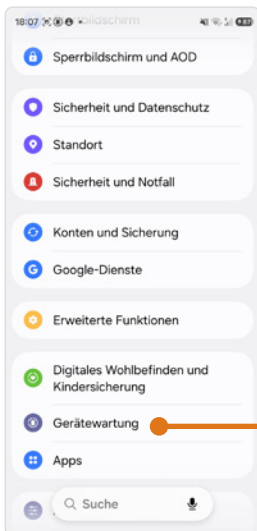 18:07
Sperrbildschirm und AOD
Sicherheit und Datenschutz
Standort
Sicherheit und Notfall
Konten und Sicherung
Google-Dienste
Erweiterte Funktionen
Digitales Wohlbefinden und
Kindersicherung
Gerätewartung
Apps
Suche